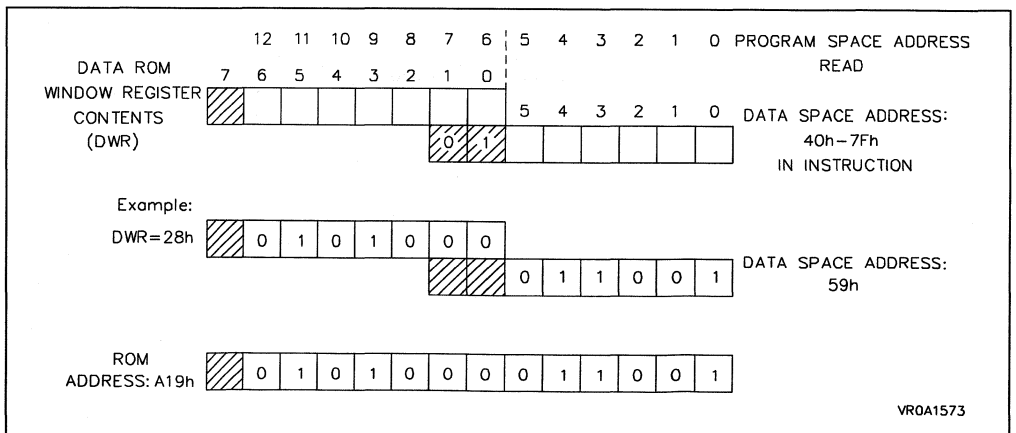 12 11 10 9 8 7 6 5 4 3 2 1 0 PROGRAM SPACE ADDRESS
READ
DATA ROM
WINDOW REGISTER
CONTENTS
(DWR)
7 6 5 4 3 2 1 0
5 4 3 2 1 0
0 1
DATA SPACE ADDRESS:
40h-7Fh
IN INSTRUCTION
Example:
DWR=28h
0 1 0 1 0 0 0
0 1 1 0 0 1
DATA SPACE ADDRESS:
59h
ROM
ADDRESS: A19h
0 1 0 1 0 0 0 0 1 1 0 0 1
VR0A1573